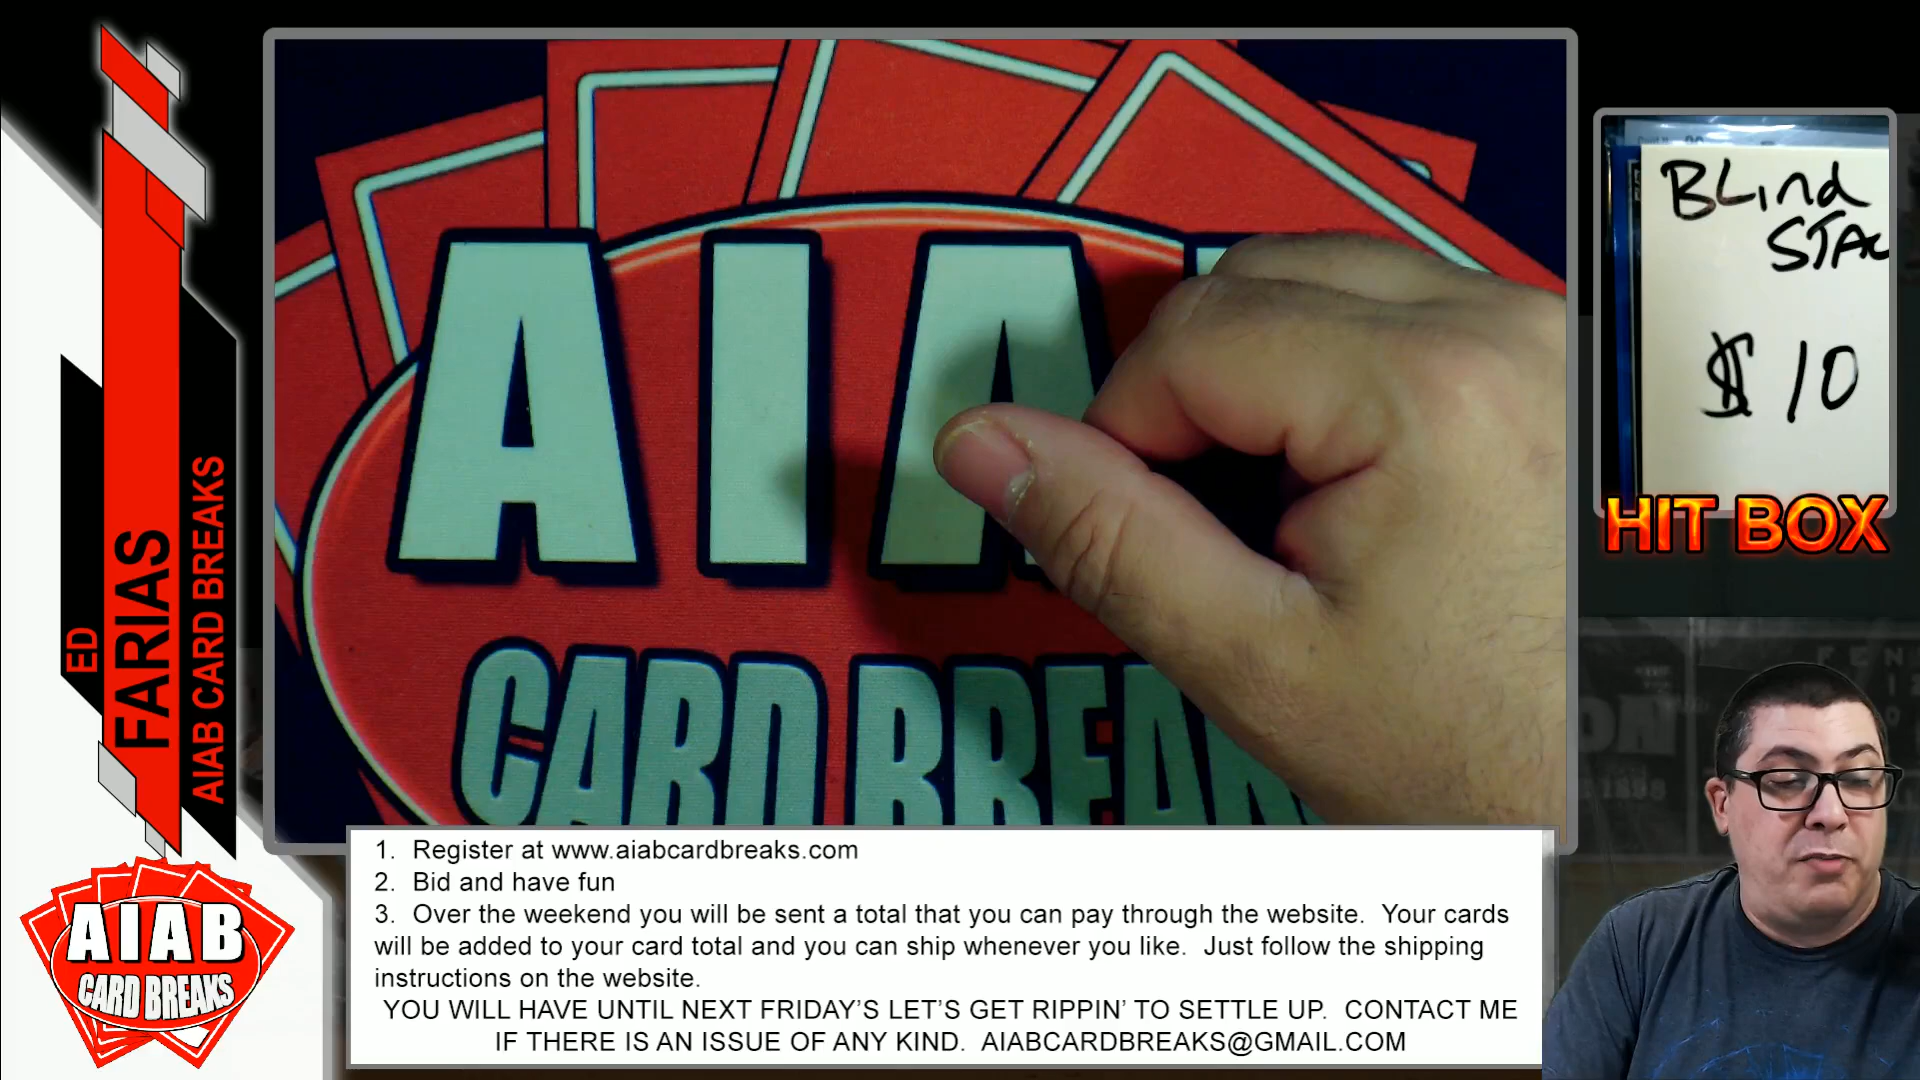 ED
FARIAS
AIAB CARD BREAKS
AIAB
CARD BREAKS
AIA
CARD BREA
BLind
STAC
$10
HIT BOX
1. Register at www.aiabcardbreaks.com
2. Bid and have fun
3. Over the weekend you will be sent a total that you can pay through the website. Your cards
will be added to your card total and you can ship whenever you like. Just follow the shipping
instructions on the website.
YOU WILL HAVE UNTIL NEXT FRIDAY'S LET'S GET RIPPIN' TO SETTLE UP. CONTACT ME
IF THERE IS AN ISSUE OF ANY KIND. AIABCARDBREAKS@GMAIL.COM